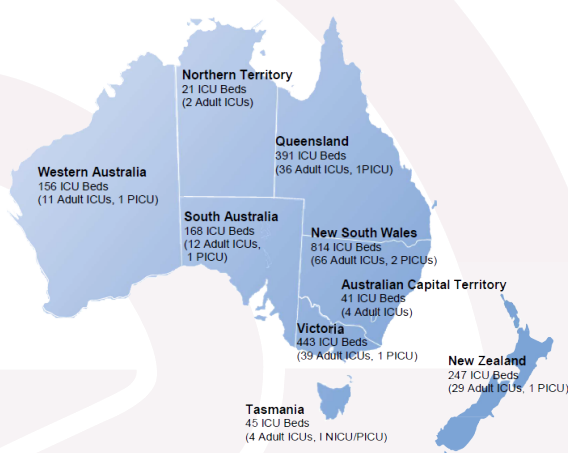 Northern Territory
21 ICU Beds
(2 Adult ICUs)
Queensland
391 ICU Beds
(36 Adult ICUs, 1PICU)
Western Australia
156 ICU Beds
(11 Adult ICUs, 1 PICU)
South Australia
168 ICU Beds
(12 Adult ICUs,
1 PICU)
New South Wales
814 ICU Beds
(66 Adult ICUs, 2 PICUs)
Australian Capital Territory
41 ICU Beds
(4 Adult ICUs)
Victoria
443 ICU Beds
(39 Adult ICUs, 1 PICU)
New Zealand
247 ICU Beds
(29 Adult ICUs, 1 PICU)
Tasmania
45 ICU Beds
(4 Adult ICUs, I NICU/PICU)